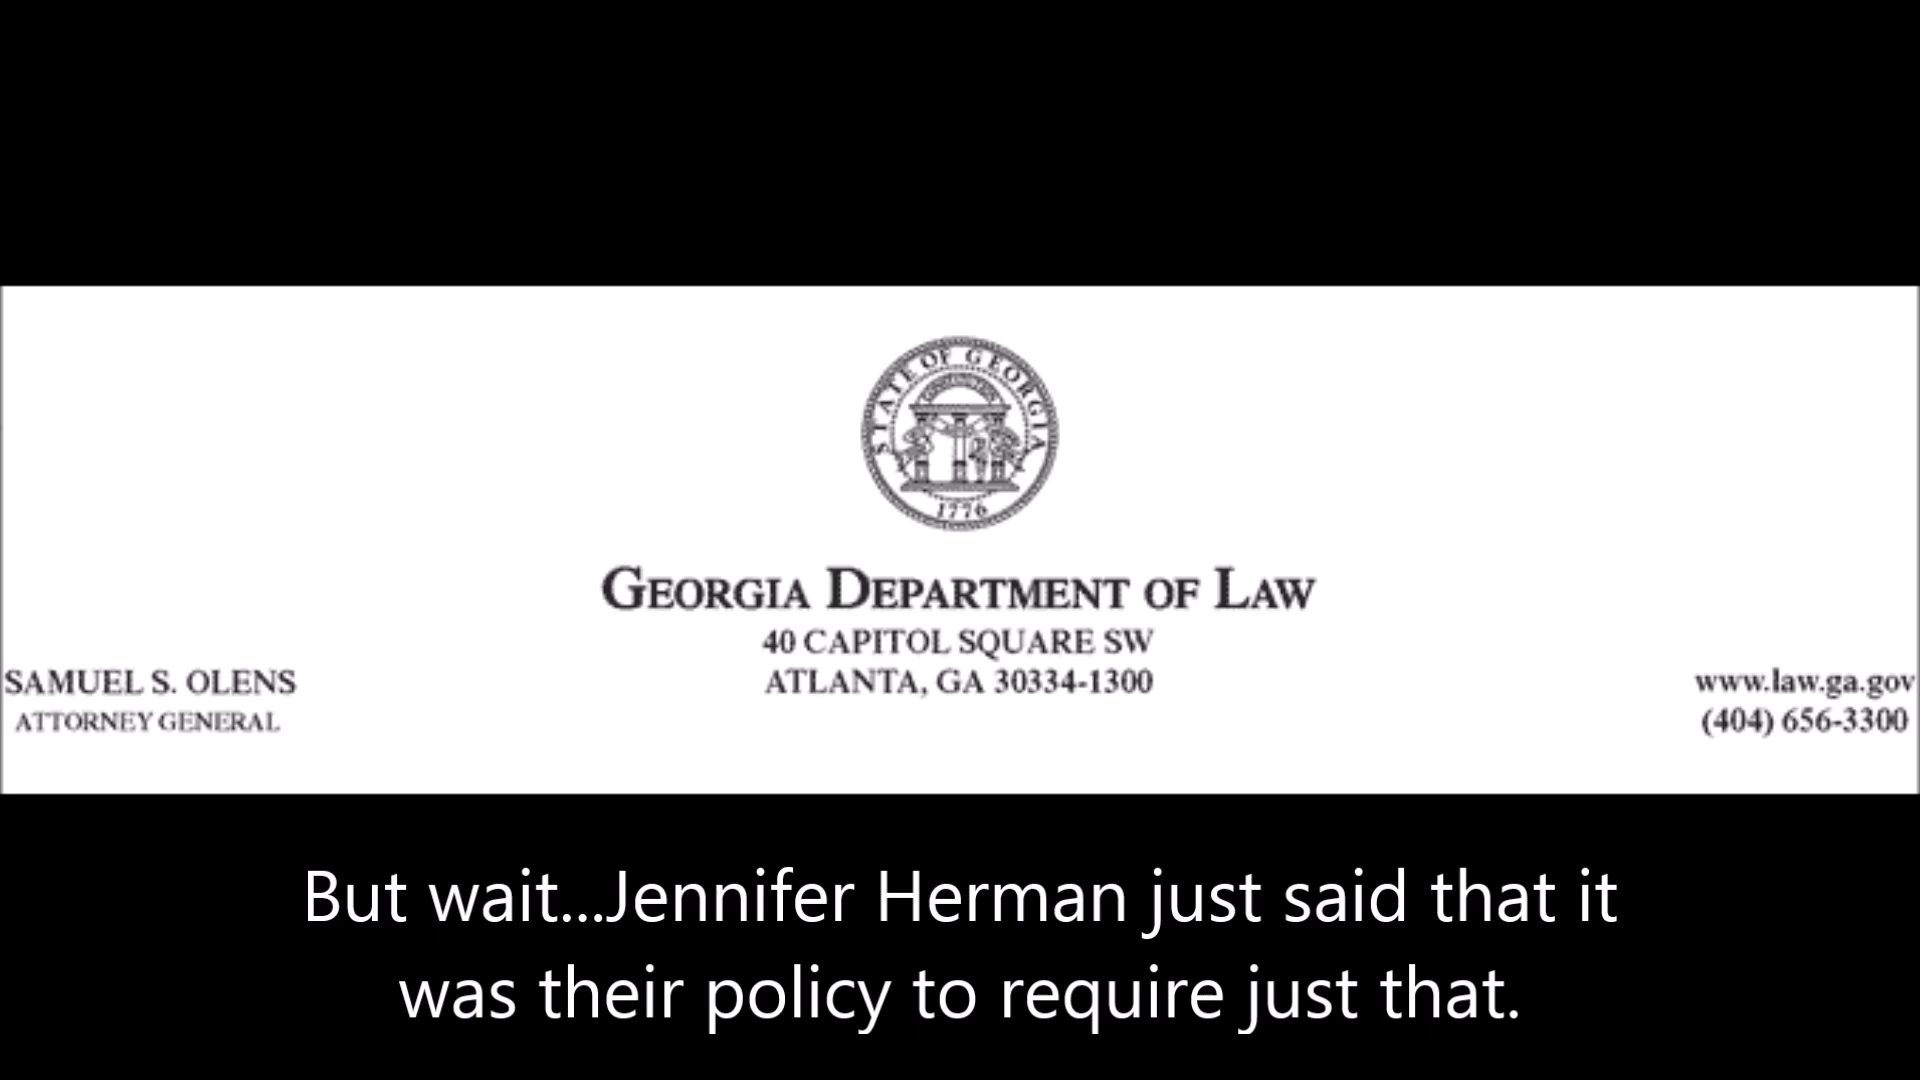 STATE OF GEORGIA
CONSTITUTION
1776
GEORGIA DEPARTMENT OF LAW
40 CAPITOL SQUARE SW
ATLANTA, GA 30334-1300
SAMUEL S. OLENS
ATTORNEY GENERAL
www.law.ga.gov
(404) 656-3300
But wait...Jennifer Herman just said that it
was their policy to require just that.